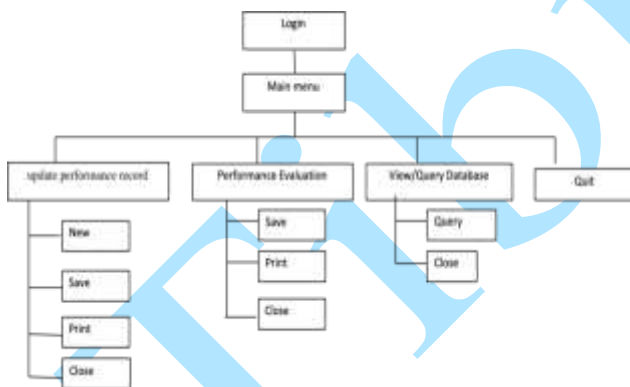 Login
Main menu
update performance record
Performance Evaluation
View/Query Database
Quit
New
Save
Print
Close
Save
Print
Close
Query
Close